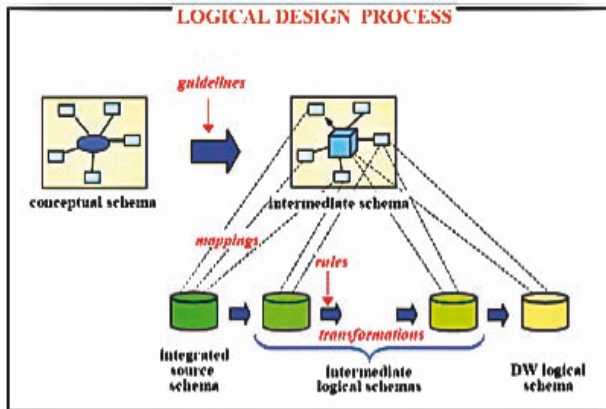 LOGICAL DESIGN PROCESS
guidelines
conceptual schema
intermediate schema
mappings
rules
transformations
integrated
source
schema
intermediate
logical schemas
DW logical
schema